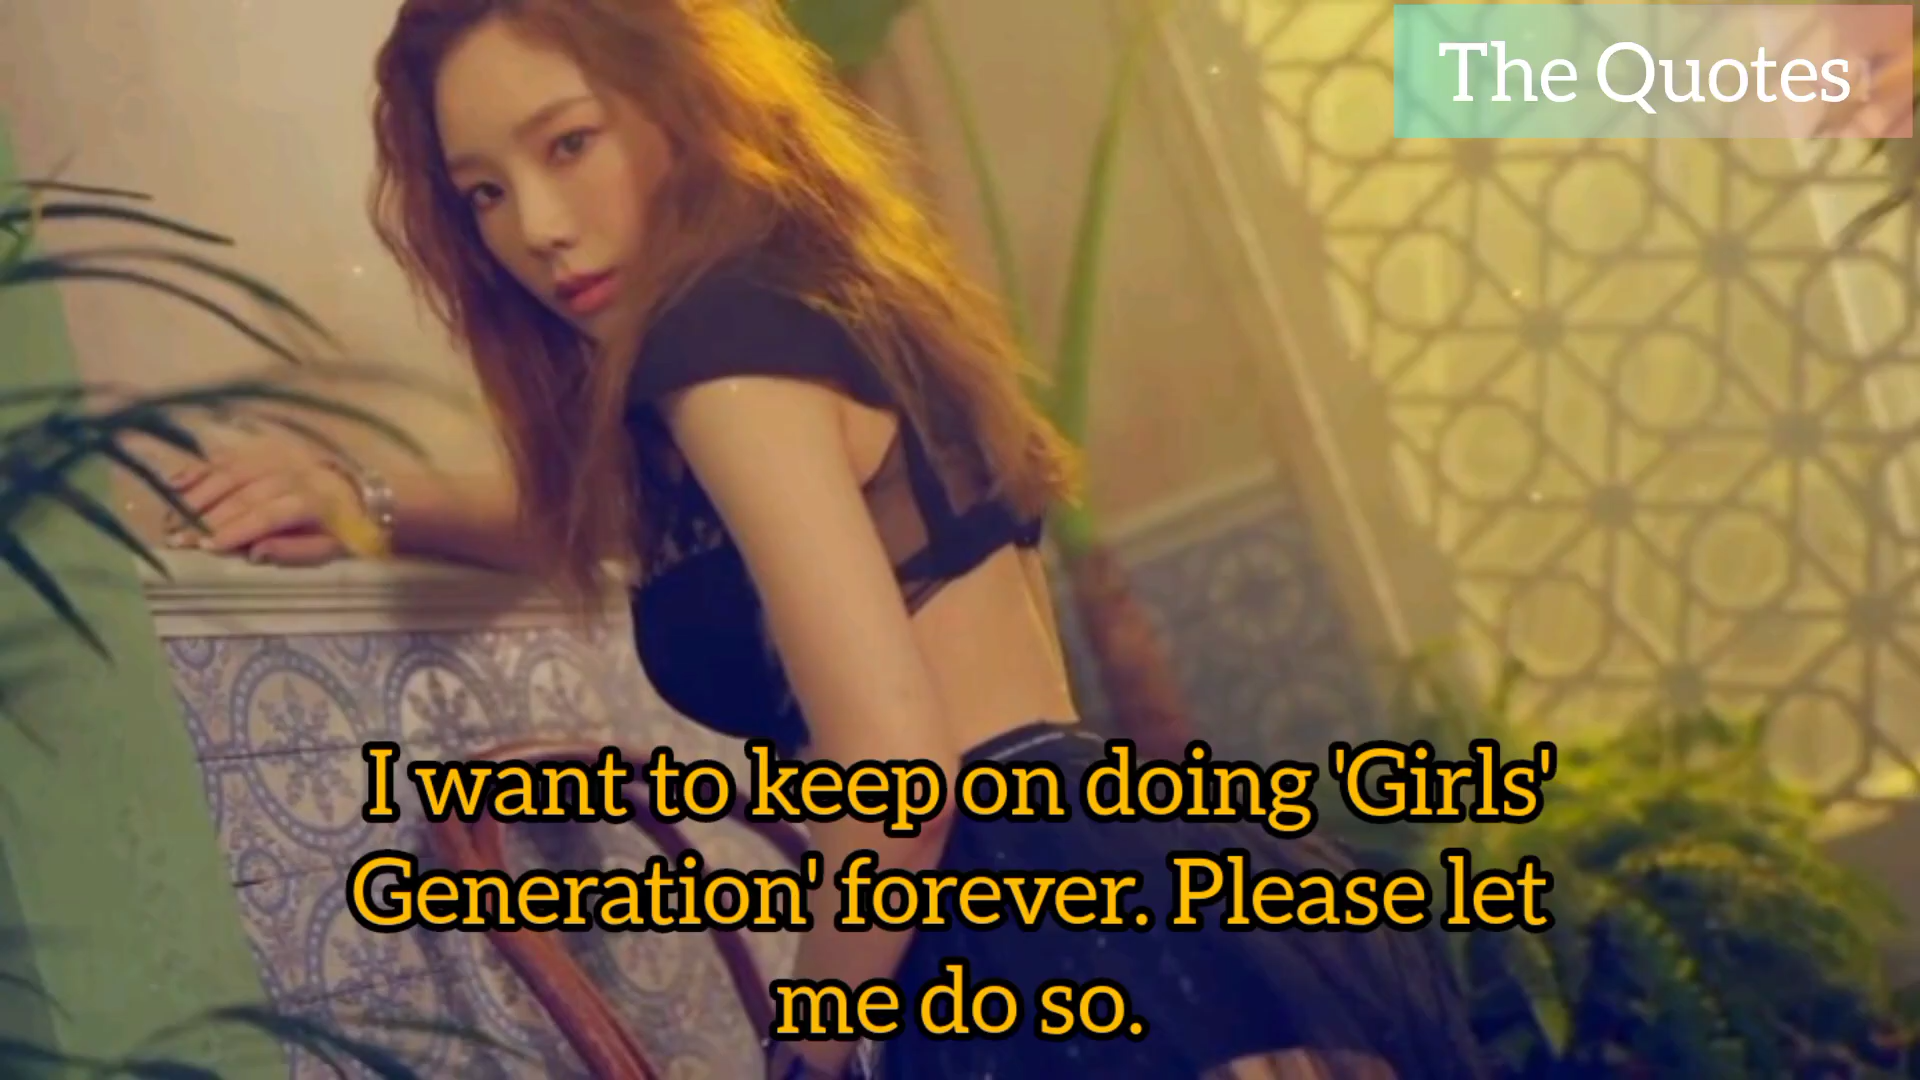 The Quotes
I want to keep on doing 'Girls'
Generation' forever. Please let
me do so.